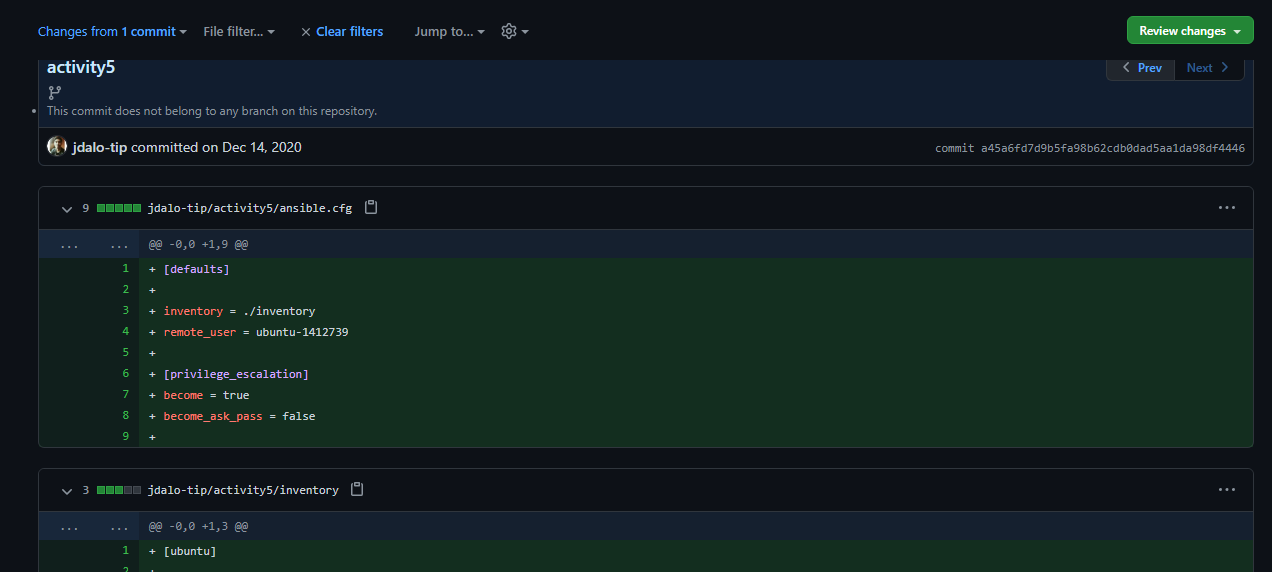 Changes from 1 commit File filter... Clear filters Jump to... Review changes
activity5
Prev Next
This commit does not belong to any branch on this repository.
jdalo-tip committed on Dec 14, 2020 commit a45a6fd7d9b5fa98b62cdb0dad5aa1da98df4446
9 jdalo-tip/activity5/ansible.cfg ...
... ... @@ -0,0 +1,9 @@
1 + [defaults]
2 +
3 + inventory = ./inventory
4 + remote_user = ubuntu-1412739
5 +
6 + [privilege_escalation]
7 + become = true
8 + become_ask_pass = false
9 +
3 jdalo-tip/activity5/inventory ...
... ... @@ -0,0 +1,3 @@
1 + [ubuntu]